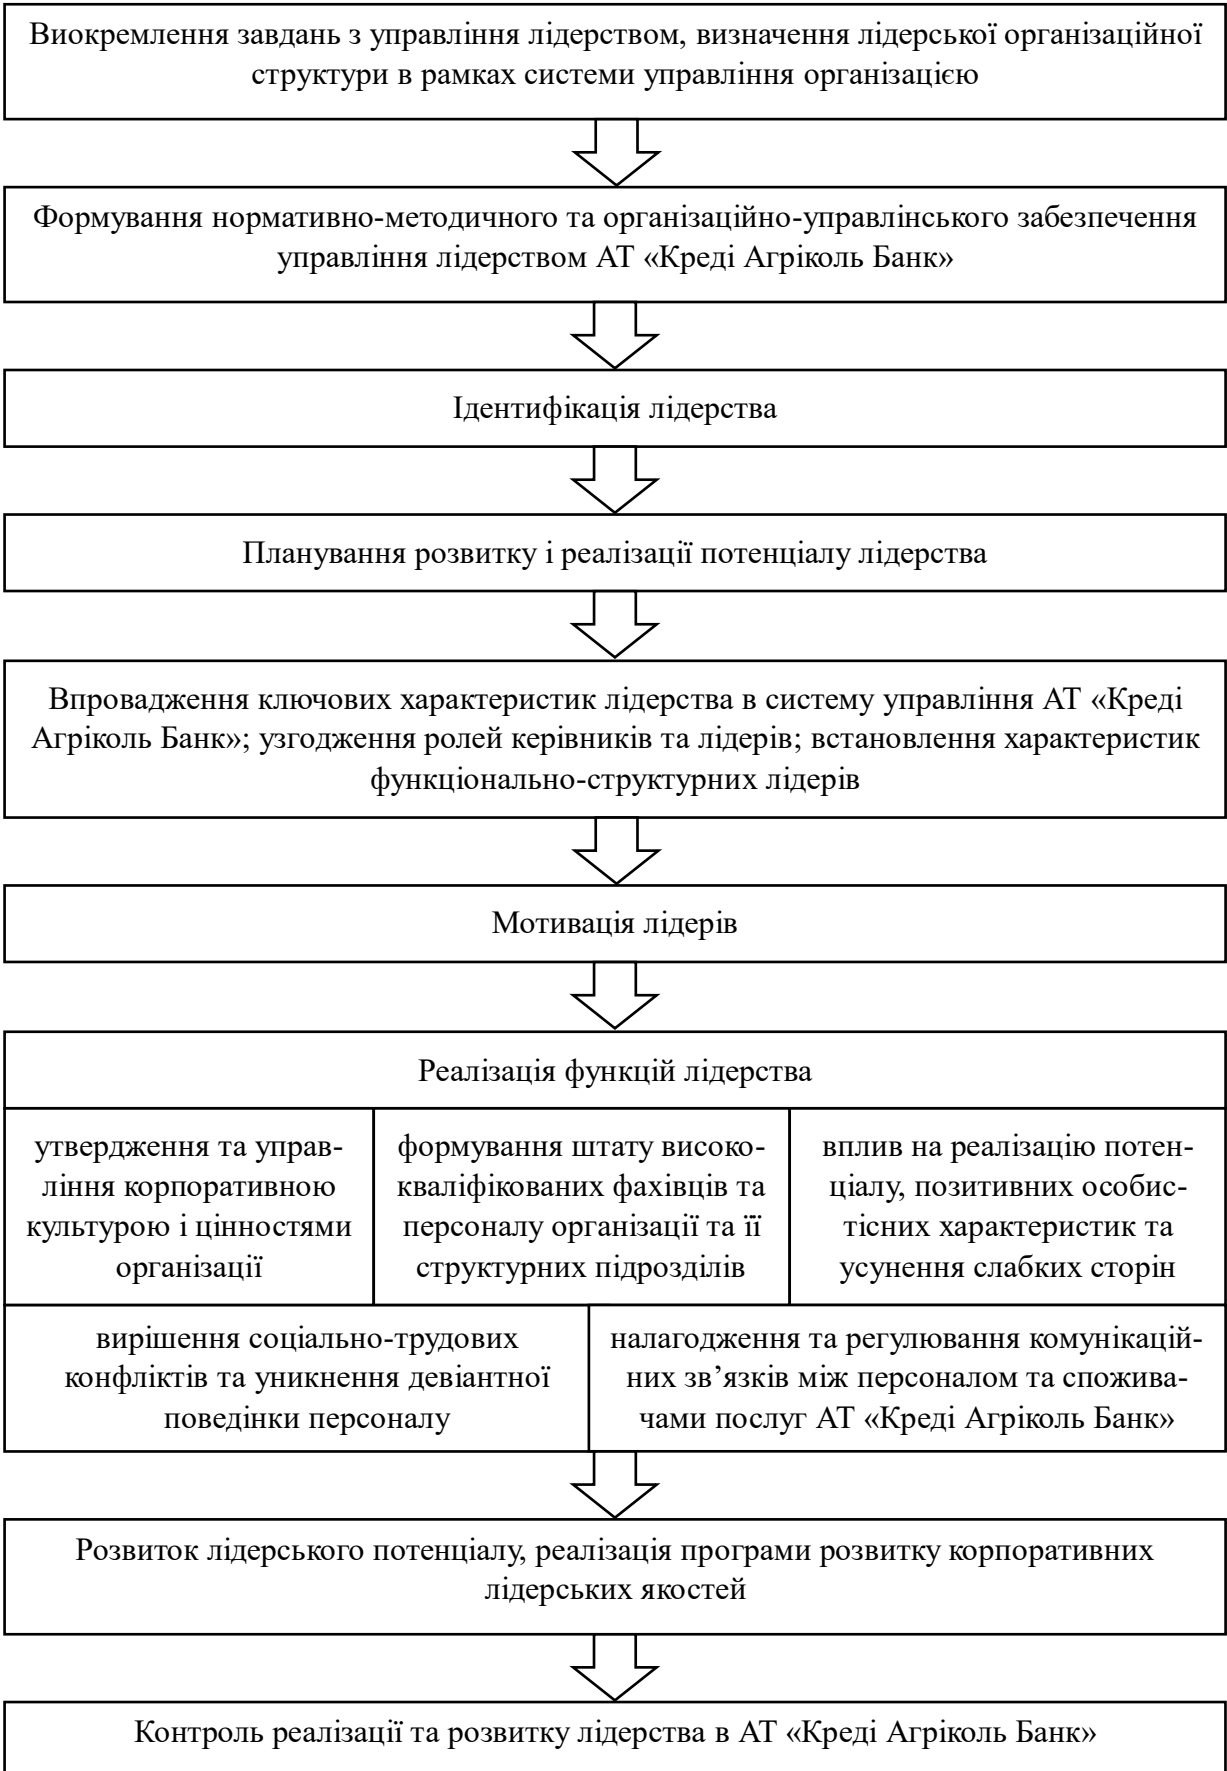 Виокремлення завдань з управління лідерством, визначення лідерської організаційної
структури в рамках системи управління організацією
Формування нормативно-методичного та організаційно-управлінського забезпечення
управління лідерством АТ «Креді Агріколь Банк»
Ідентифікація лідерства
Планування розвитку і реалізації потенціалу лідерства
Впровадження ключових характеристик лідерства в систему управління АТ «Креді
Агріколь Банк»; узгодження ролей керівників та лідерів; встановлення характеристик
функціонально-структурних лідерів
Мотивація лідерів
Реалізація функцій лідерства
утвердження та управ-
ління корпоративною
культурою і цінностями
організації
формування штату високо-
кваліфікованих фахівців та
персоналу організації та її
структурних підрозділів
вплив на реалізацію потен-
ціалу, позитивних особис-
тісних характеристик та
усунення слабких сторін
вирішення соціально-трудових
конфліктів та уникнення девіантної
поведінки персоналу
налагодження та регулювання комунікацій-
них зв’язків між персоналом та спожива-
чами послуг АТ «Креді Агріколь Банк»
Розвиток лідерського потенціалу, реалізація програми розвитку корпоративних
лідерських якостей
Контроль реалізації та розвитку лідерства в АТ «Креді Агріколь Банк»